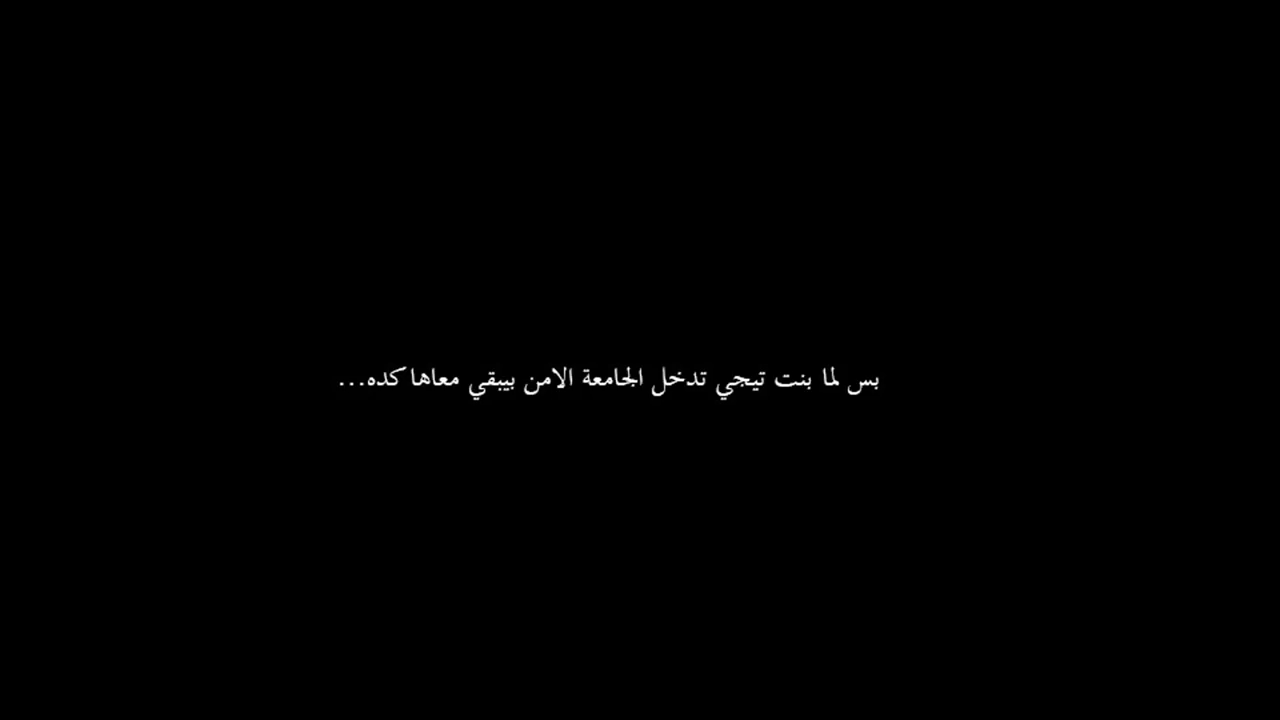 بس لما بنت تيجي تدخل الجامعة الامن بيبقي معاها كده...